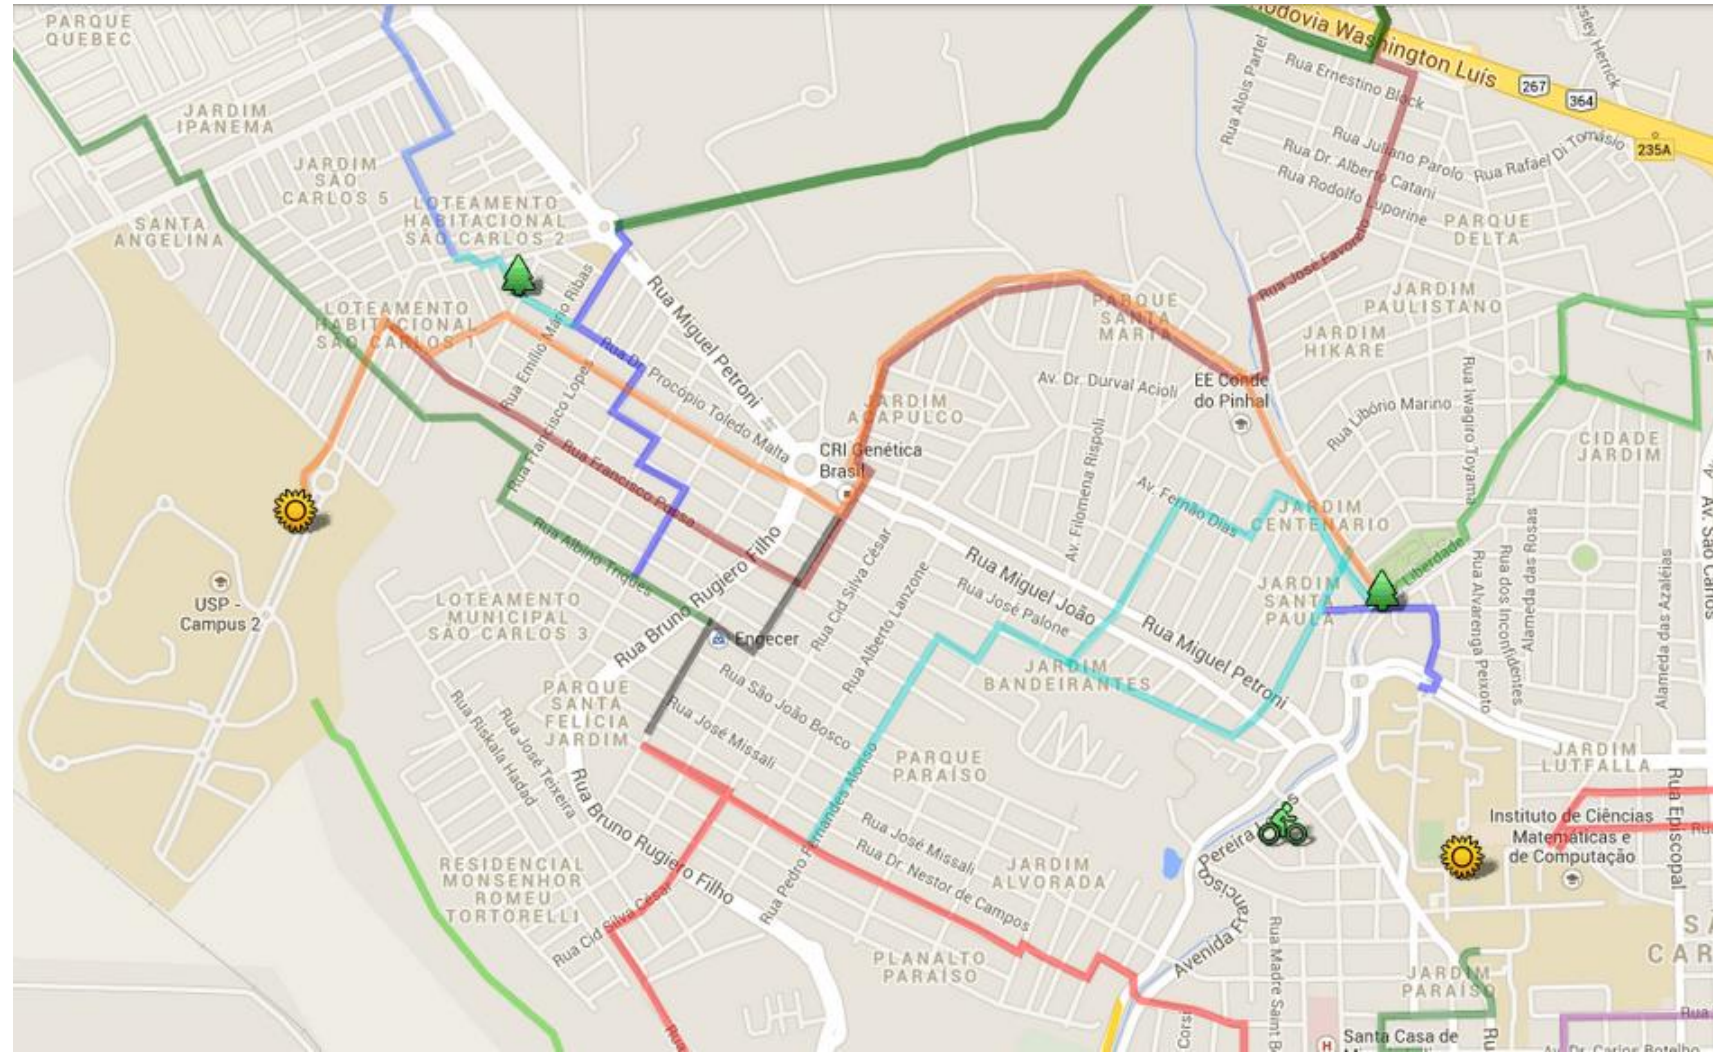 PARQUE
QUEBEC
Rodovia Washington Luís
267
364
235A
Rua Alois Partel
Rua Ernestino Block
Rua Juliano Parolo
Rua Rafael Di Tomásio
Rua Dr. Alberto Catani
Rua Rodolfo Luporine
JARDIM
IPANEMA
JARDIM
SÃO
CARLOS 5
LOTEAMENTO
HABITACIONAL
SÃO CARLOS 2
SANTA
ANGELINA
PARQUE
DELTA
Rua José Favoreto
JARDIM
PAULISTANO
PARQUE
SANTA
MARTA
JARDIM
HIKARE
LOTEAMENTO
HABITACIONAL
SÃO CARLOS 1
Rua Emílio Mário Ribas
Rua Miguel Petroni
Rua Dr. Procópio Toledo Malta
Rua Francisco Lopes
Av. Dr. Durval Acioli
EE Conde
do Pinhal
Rua Libório Marino
Rua Iwagiro Toyama
JARDIM
ACAPULCO
CIDADE
JARDIM
CRI Genética
Brasil
Rua Francisco Possa
Av. Filomena Rispoli
Av. Fernão Dias
JARDIM
CENTENARIO
Av. São Carlos
Rua Albino Triques
Rua Bruno Rugiero Filho
Rua Cid Silva César
Rua Alberto Lanzone
Rua Miguel João
Rua José Palone
Rua Miguel Petroni
JARDIM
SANTA
PAULA
Liberdade
Rua Alvarenga Peixoto
Rua dos Inconfidentes
Alameda das Rosas
Alameda das Azaléias
USP -
Campus 2
LOTEAMENTO
MUNICIPAL
SÃO CARLOS 3
Engecer
JARDIM
BANDEIRANTES
Rua São João Bosco
Rua José Missali
PARQUE
SANTA
FELÍCIA
JARDIM
Rua Riskala Hadad
Rua José Teixeira
PARQUE
PARAÍSO
Rua Pedro Fernandes Alonso
JARDIM
LUTFALLA
Rua Episcopal
Instituto de Ciências
Matemáticas e
de Computação
Rua Bruno Rugiero Filho
Rua José Missali
Rua Dr. Nestor de Campos
JARDIM
ALVORADA
Pereira
Francisco
Avenida
RESIDENCIAL
MONSENHOR
ROMEU
TORTORELLI
Rua Cid Silva César
PLANALTO
PARAÍSO
Rua Madre Saint
JARDIM
PARAÍSO
CAR
Santa Casa de
Rua
Av. Dr. Carlos Botelho
H